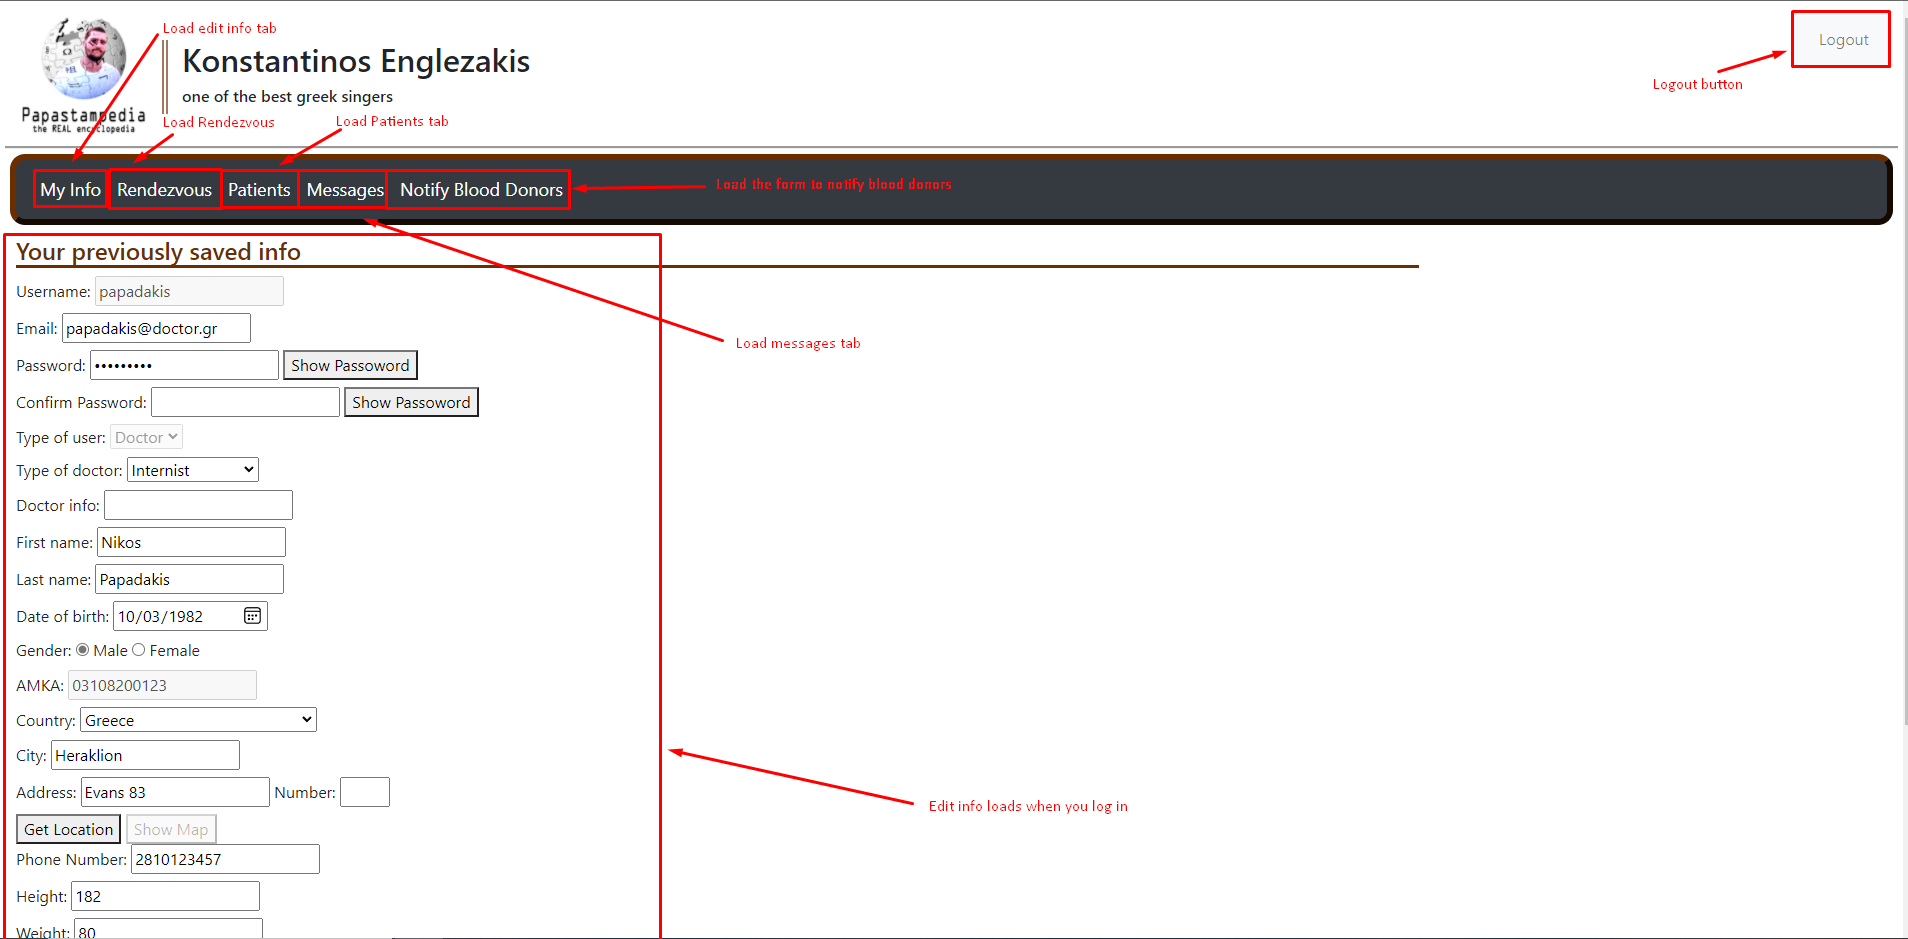 Load edit info tab
Konstantinos Englezakis
one of the best greek singers
Papastampedia
the REAL encyclopedia
Logout
Logout button
Load Rendezvous
Load Patients tab
My Info Rendezvous Patients Messages Notify Blood Donors
Load the form to notify blood donors
Your previously saved info
Username: papadakis
Email: papadakis@doctor.gr
Load messages tab
Password: ••••••••• Show Passoword
Confirm Password: Show Passoword
Type of user: Doctor
Type of doctor: Internist
Doctor info:
First name: Nikos
Last name: Papadakis
Date of birth: 10/03/1982
Gender: Male Female
AMKA: 03108200123
Country: Greece
City: Heraklion
Address: Evans 83 Number:
Edit info loads when you log in
Get Location Show Map
Phone Number: 2810123457
Height: 182
Weight: 80